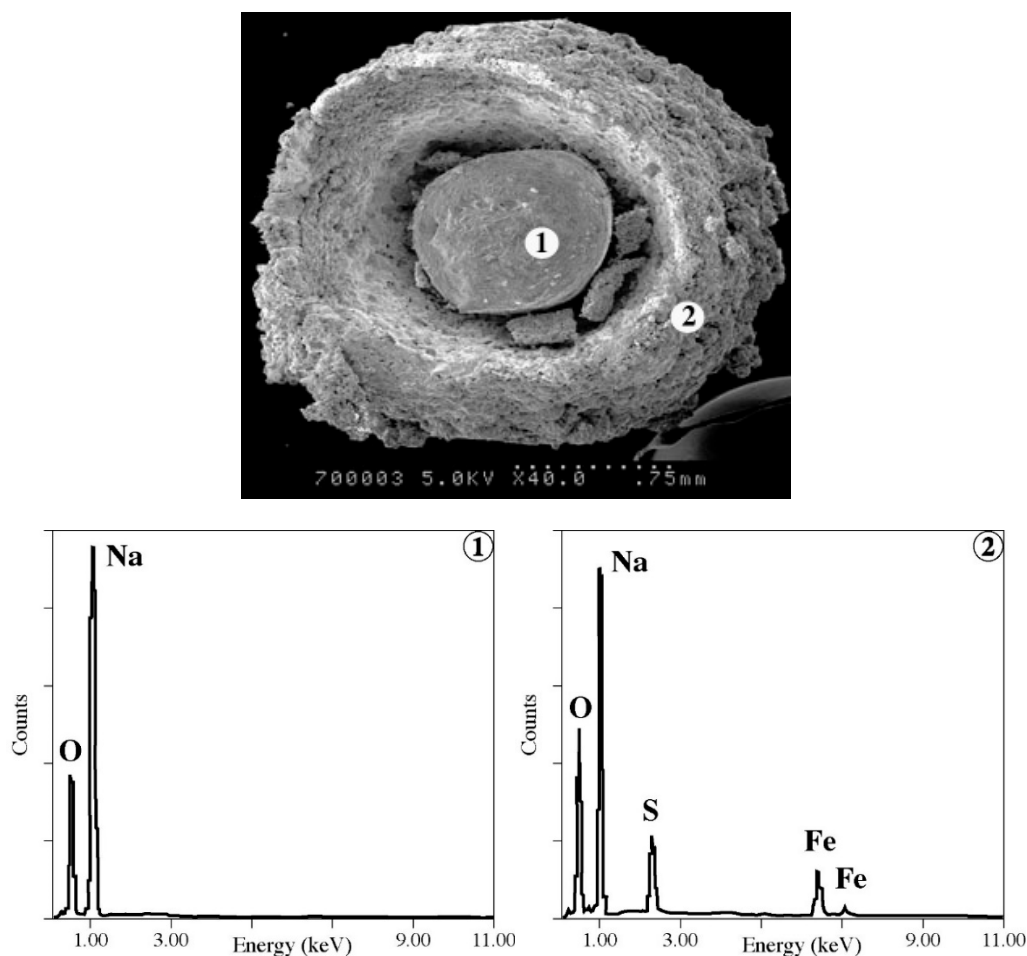 1
2
700003 5.0KV X40.0 .75mm
1
Na
O
Counts
1.00 3.00 Energy (keV) 9.00 11.00
2
Na
O
S
Fe
Fe
Counts
1.00 3.00 Energy (keV) 9.00 11.00